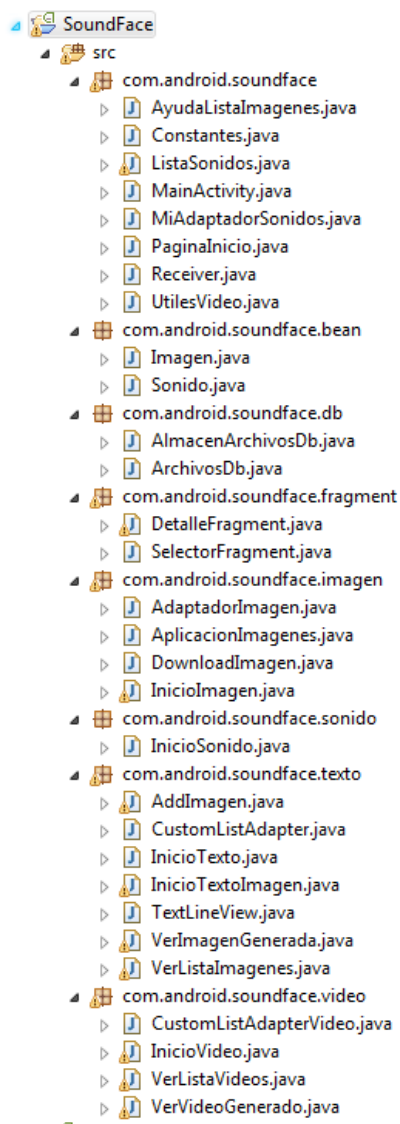 SoundFace
src
com.android.soundface
AyudaListaImagenes.java
Constantes.java
ListaSonidos.java
MainActivity.java
MiAdaptadorSonidos.java
PaginaInicio.java
Receiver.java
UtilesVideo.java
com.android.soundface.bean
Imagen.java
Sonido.java
com.android.soundface.db
AlmacenArchivosDb.java
ArchivosDb.java
com.android.soundface.fragment
DetalleFragment.java
SelectorFragment.java
com.android.soundface.imagen
AdaptadorImagen.java
AplicacionImagenes.java
DownloadImagen.java
InicioImagen.java
com.android.soundface.sonido
InicioSonido.java
com.android.soundface.texto
AddImagen.java
CustomListAdapter.java
InicioTexto.java
InicioTextoImagen.java
TextLineView.java
VerImagenGenerada.java
VerListaImagenes.java
com.android.soundface.video
CustomListAdapterVideo.java
InicioVideo.java
VerListaVideos.java
VerVideoGenerado.java